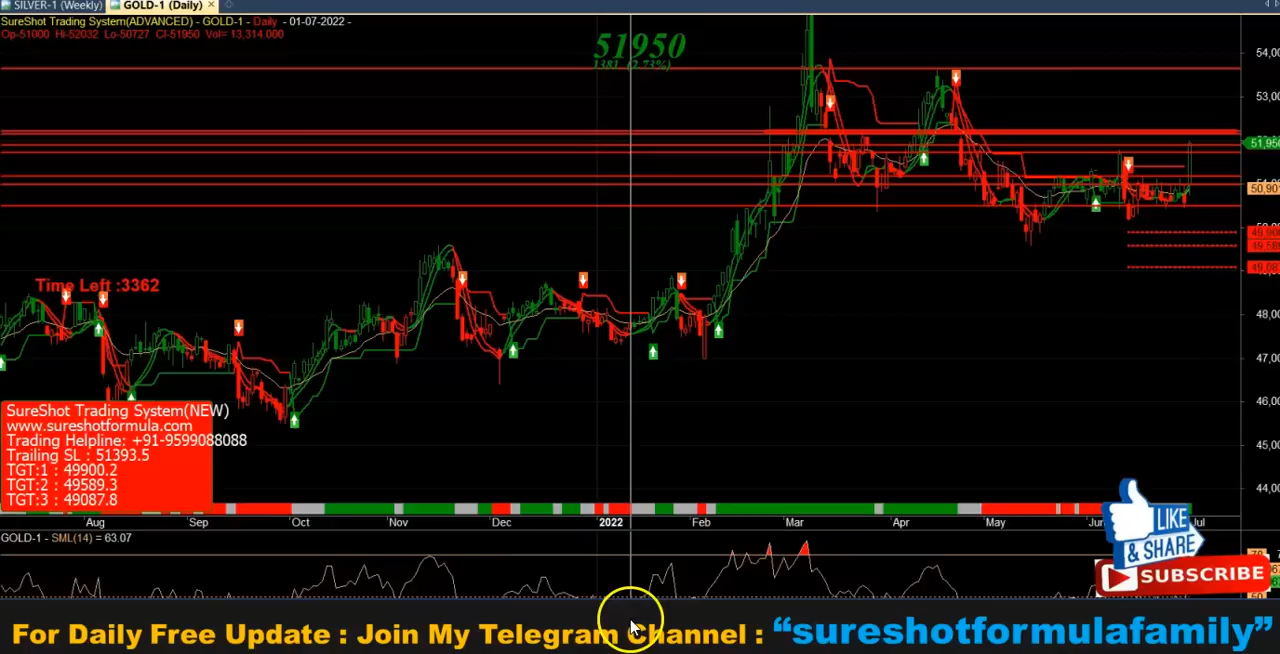 SILVER-1 (Weekly) GOLD-1 (Daily)
SureShot Trading System(ADVANCED) - GOLD-1 - Daily - 01-07-2022 -
Op-51000 Hi-52032 Lo-50727 Cl-51950 Vol= 13,314.000
51950
1381 (2.73%)
54,00
53,00
51,950
50,901
48,00
47,00
46,00
45,00
44,00
Time Left :3362
SureShot Trading System(NEW)
www.sureshotformula.com
Trading Helpline: +91-9599088088
Trailing SL : 51393.5
TGT:1 : 49900.2
TGT:2 : 49589.3
TGT:3 : 49087.8
Aug Sep Oct Nov Dec 2022 Feb Mar Apr May Jun Jul
GOLD-1 - SML(14) = 63.07
LIKE
& SHARE
SUBSCRIBE
For Daily Free Update : Join My Telegram Channel : “sureshotformulafamily”